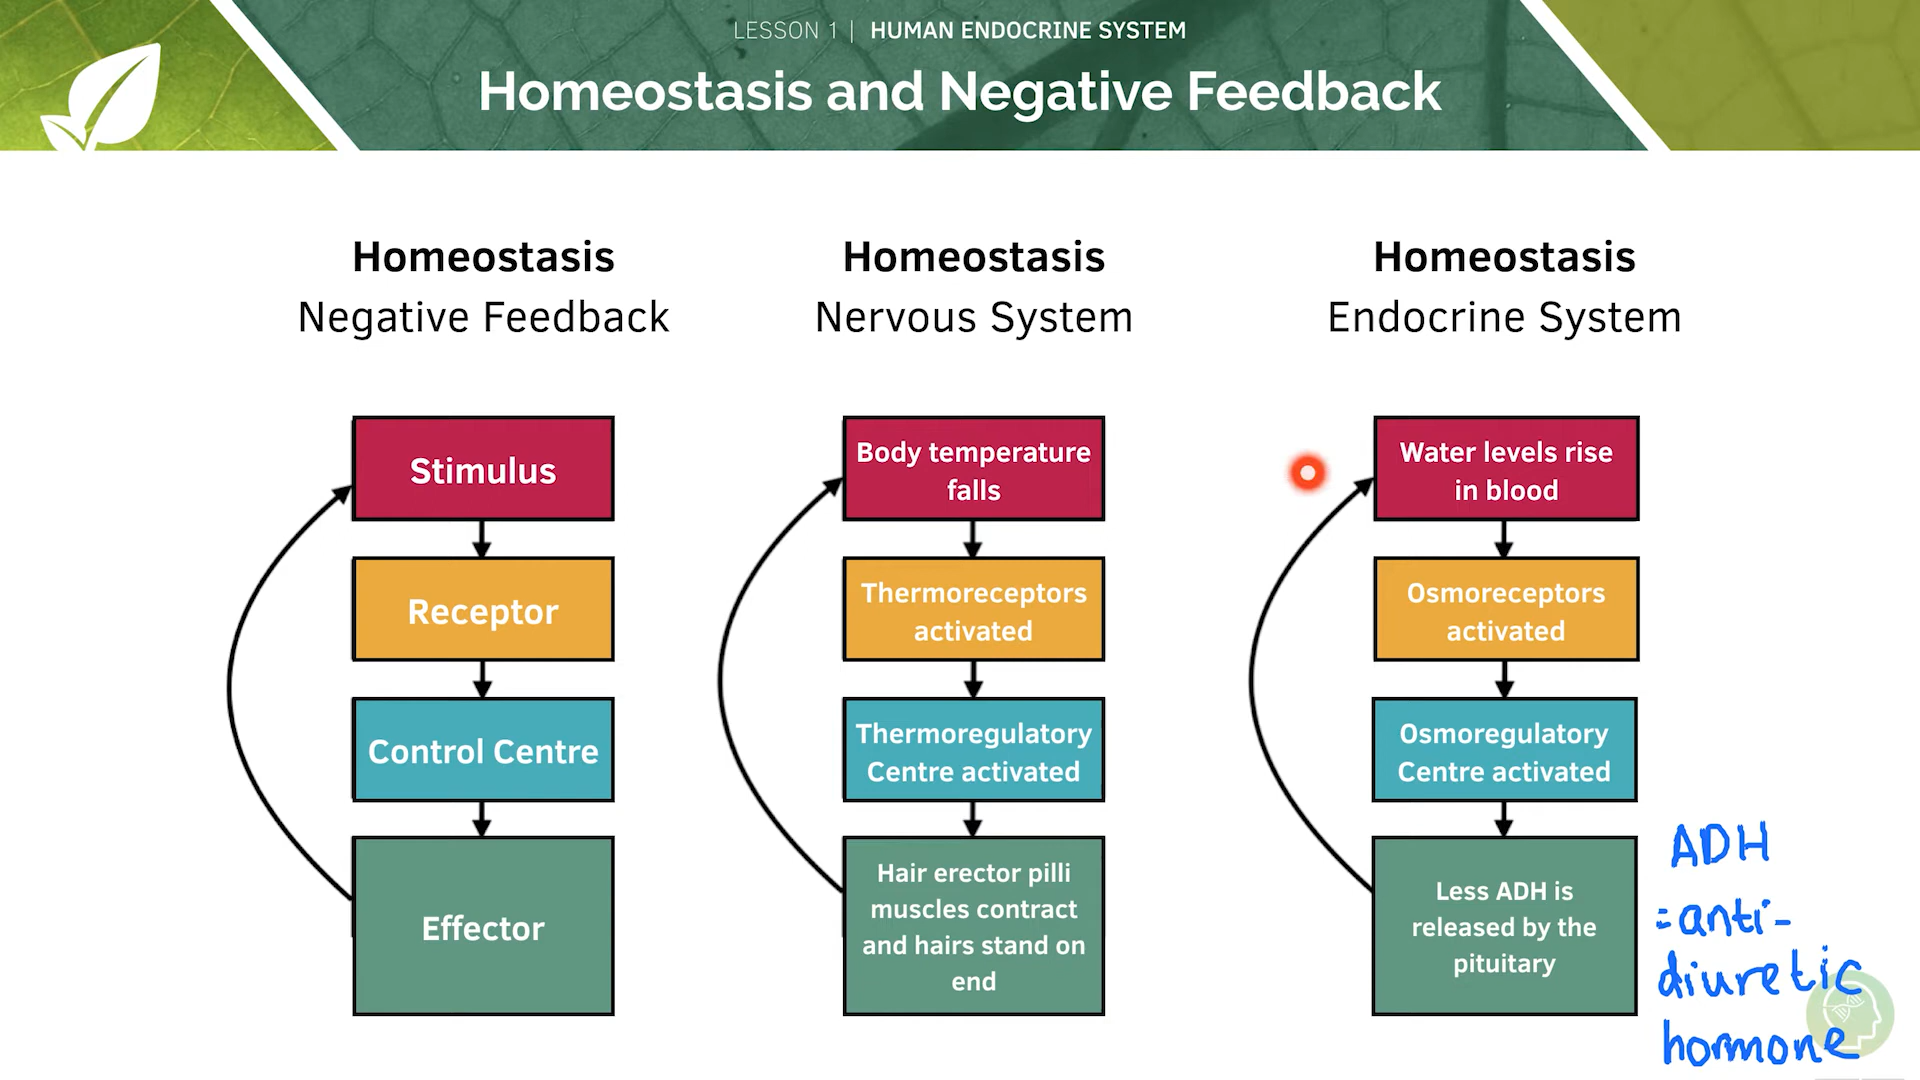 LESSON 1 | HUMAN ENDOCRINE SYSTEM
Homeostasis and Negative Feedback
Homeostasis
Negative Feedback
Stimulus
Receptor
Control Centre
Effector
Homeostasis
Nervous System
Body temperature
falls
Thermoreceptors
activated
Thermoregulatory
Centre activated
Hair erector pilli
muscles contract
and hairs stand on
end
Homeostasis
Endocrine System
Water levels rise
in blood
Osmoreceptors
activated
Osmoregulatory
Centre activated
Less ADH is
released by the
pituitary
ADH
=anti-
diuretic
hormone